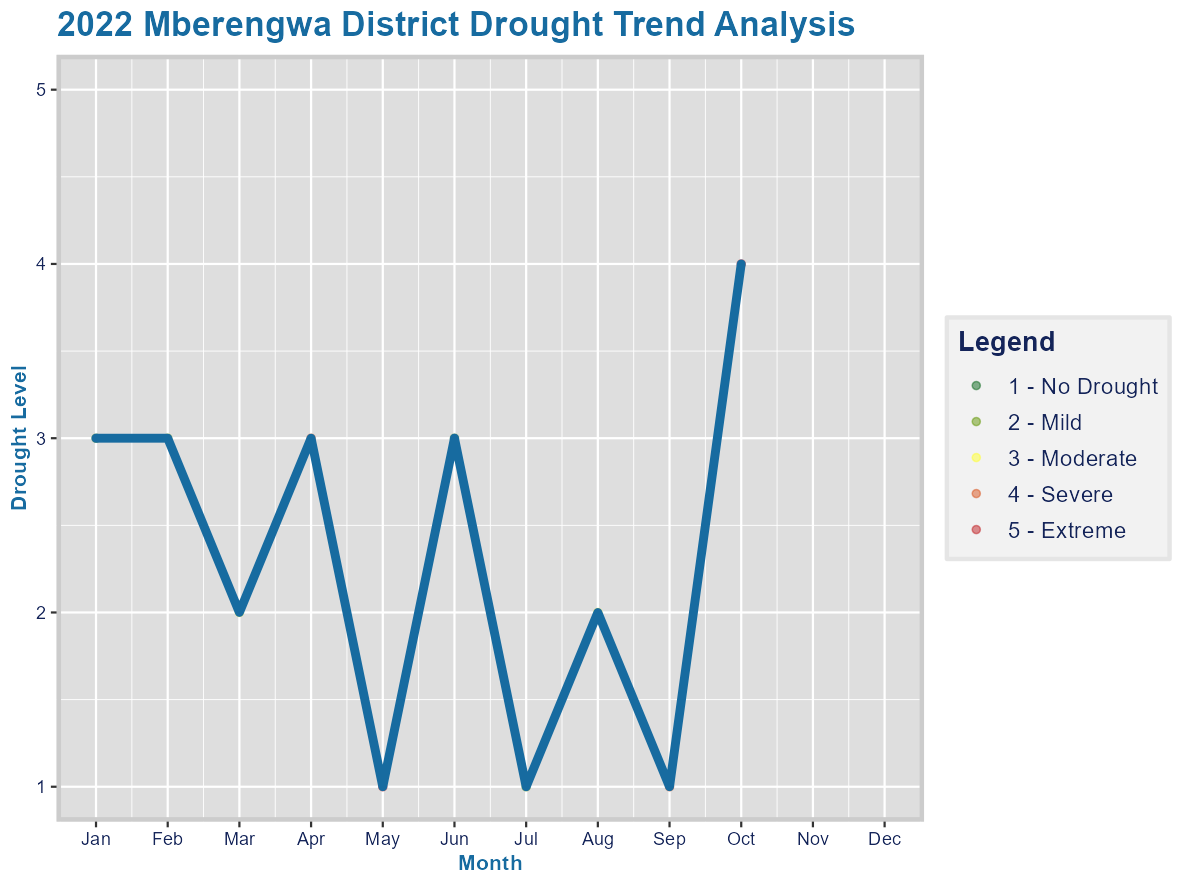 2022 Mberengwa District Drought Trend Analysis
5
4
3
2
1
Drought Level
Jan Feb Mar Apr May Jun Jul Aug Sep Oct Nov Dec
Month
Legend
1 - No Drought
2 - Mild
3 - Moderate
4 - Severe
5 - Extreme